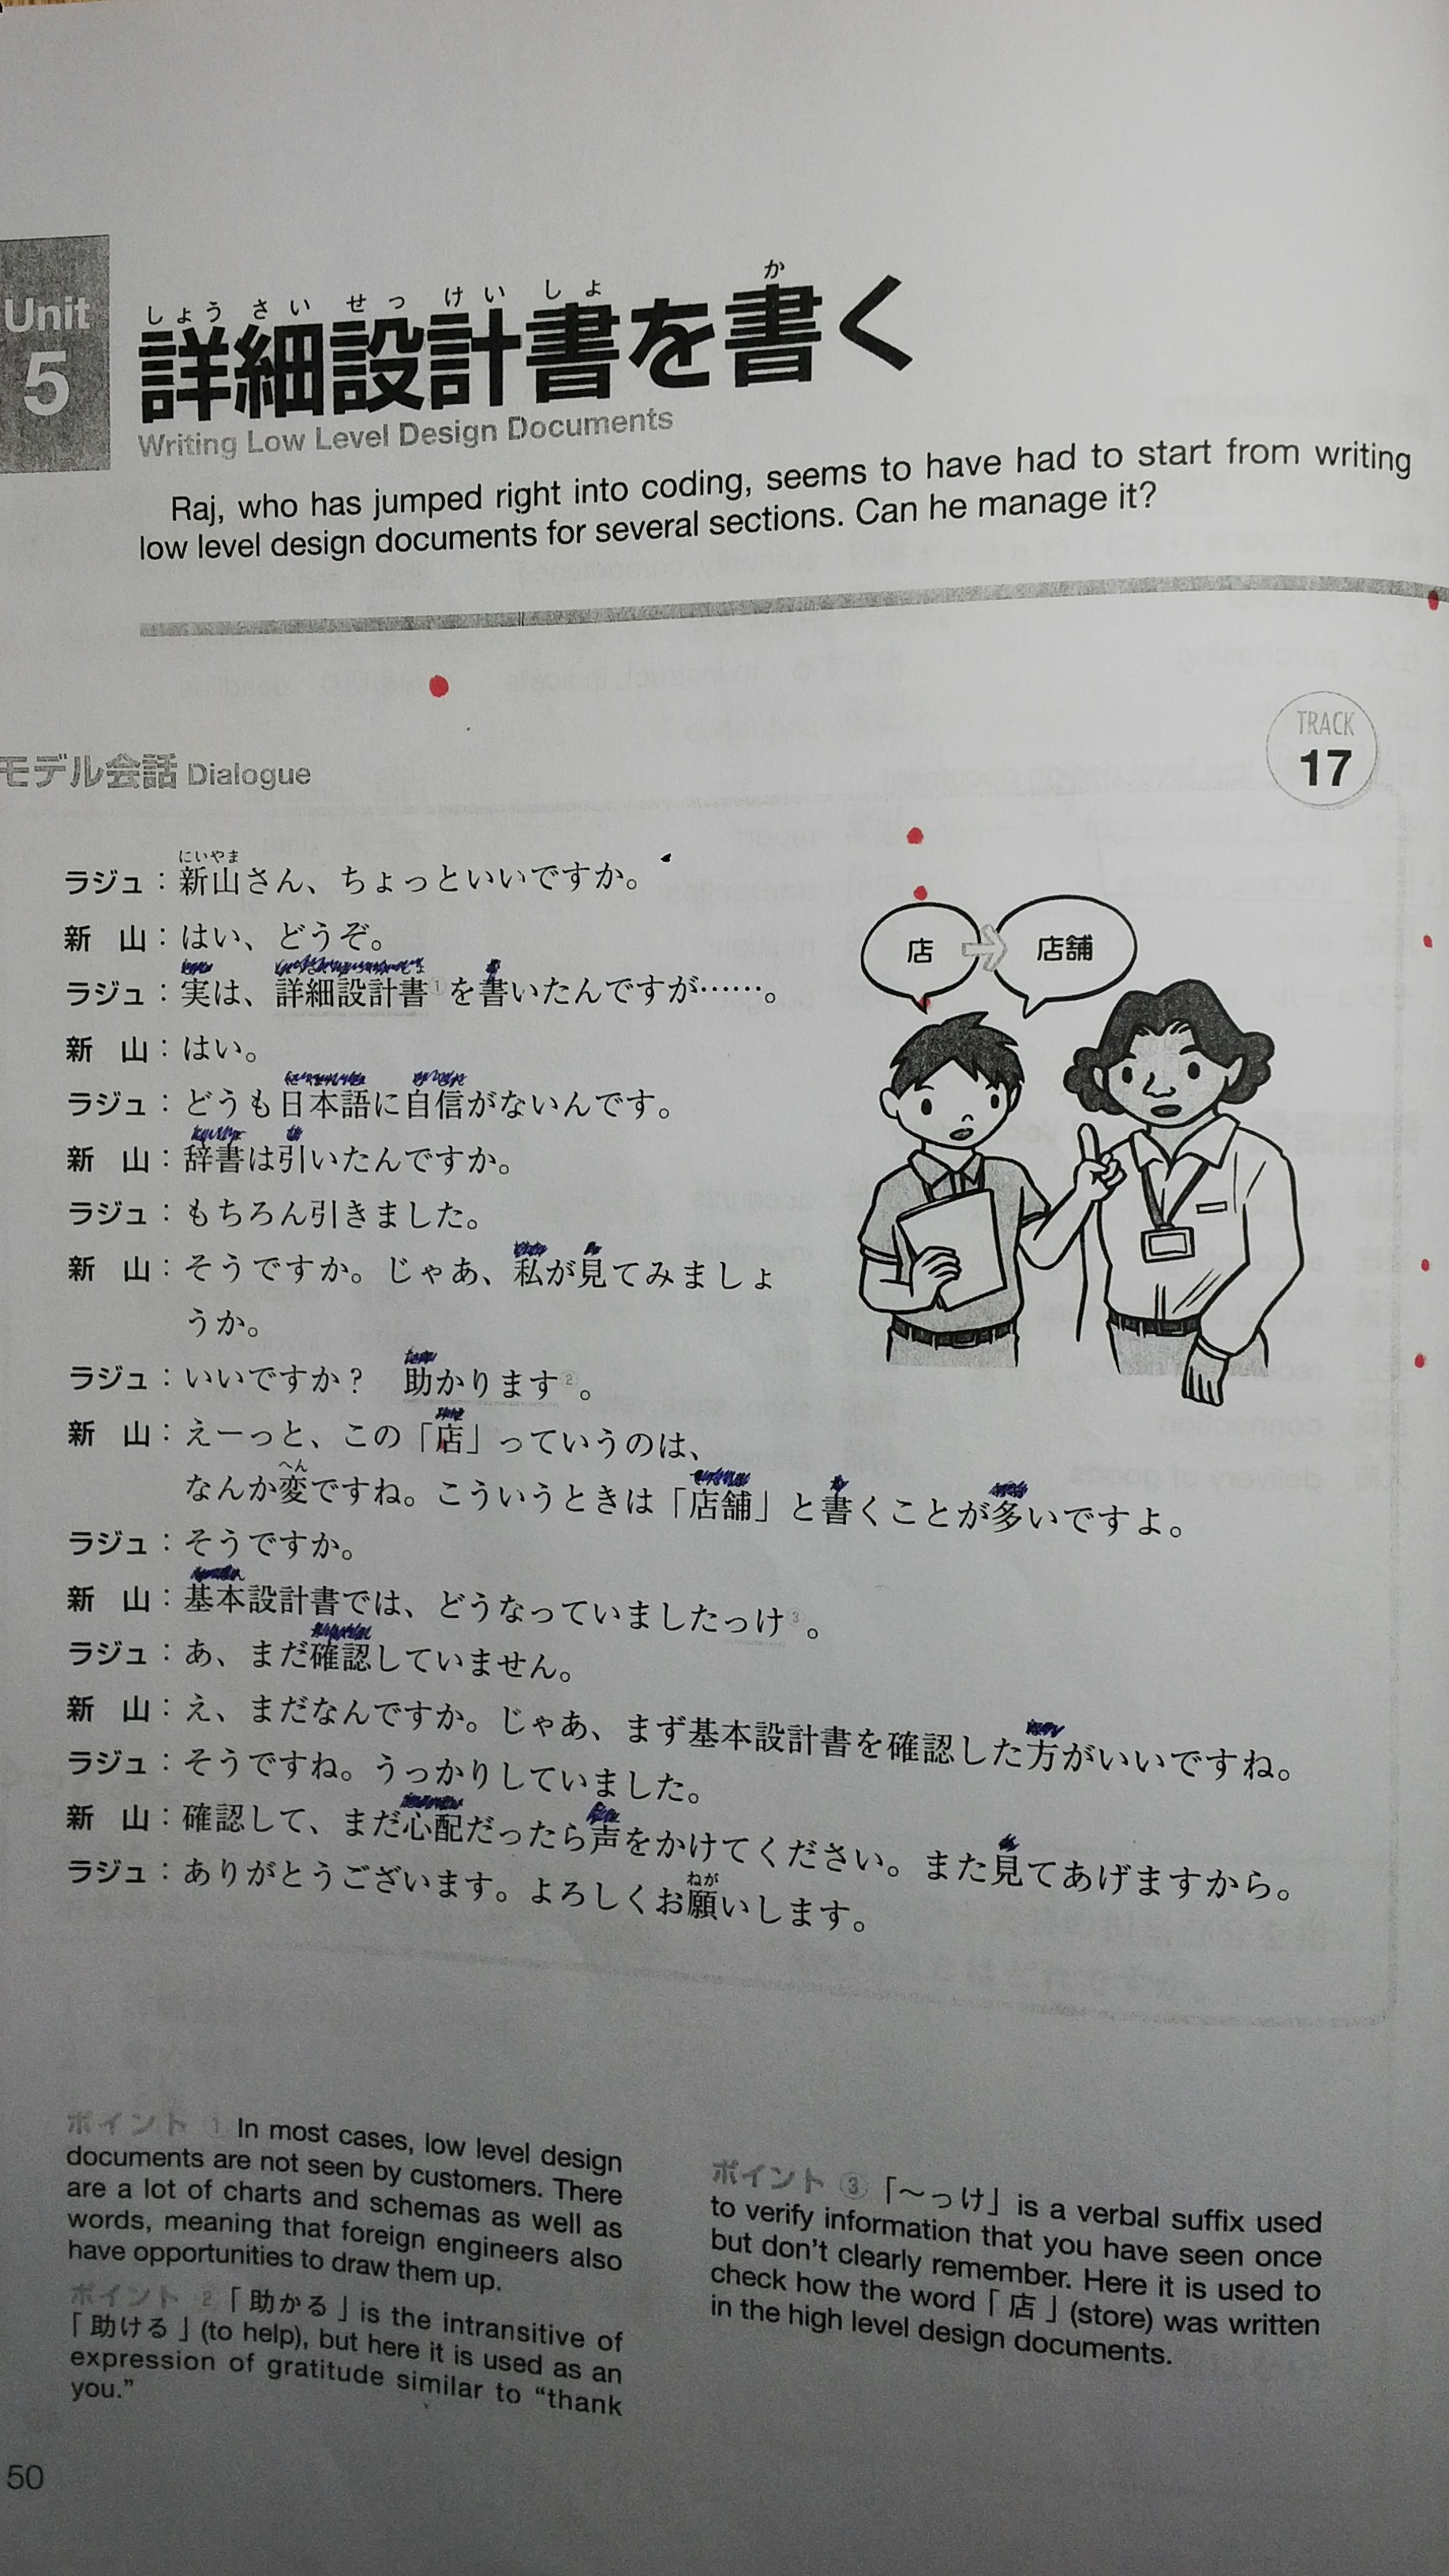 Unit
5
しょうさいせっけいしょ か
詳細設計書を書く
Writing Low Level Design Documents
Raj, who has jumped right into coding, seems to have had to start from writing
low level design documents for several sections. Can he manage it?
モデル会話 Dialogue
TRACK
17
にいやま
ラジュ：新山さん、ちょっといいですか。
新　山：はい、どうぞ。
ラジュ：実は、詳細設計書①を書いたんですが……。
新　山：はい。
ラジュ：どうも日本語に自信がないんです。
新　山：辞書は引いたんですか。
ラジュ：もちろん引きました。
新　山：そうですか。じゃあ、私が見てみましょ
うか。
ラジュ：いいですか？　助かります②。
新　山：えーっと、この「店」っていうのは、
へん
なんか変ですね。こういうときは「店舗」と書くことが多いですよ。
ラジュ：そうですか。
新　山：基本設計書では、どうなっていましたっけ③。
ラジュ：あ、まだ確認していません。
新　山：え、まだなんですか。じゃあ、まず基本設計書を確認した方がいいですね。
ラジュ：そうですね。うっかりしていました。
新　山：確認して、まだ心配だったら声をかけてください。また見てあげますから。
ねが
ラジュ：ありがとうございます。よろしくお願いします。
店
店舗
ポイント① In most cases, low level design
documents are not seen by customers. There
are a lot of charts and schemas as well as
words, meaning that foreign engineers also
have opportunities to draw them up.
ポイント②「助かる」is the intransitive of
「助ける」(to help), but here it is used as an
expression of gratitude similar to “thank
you.”
ポイント③「～っけ」is a verbal suffix used
to verify information that you have seen once
but don’t clearly remember. Here it is used to
check how the word「店」(store) was written
in the high level design documents.
50